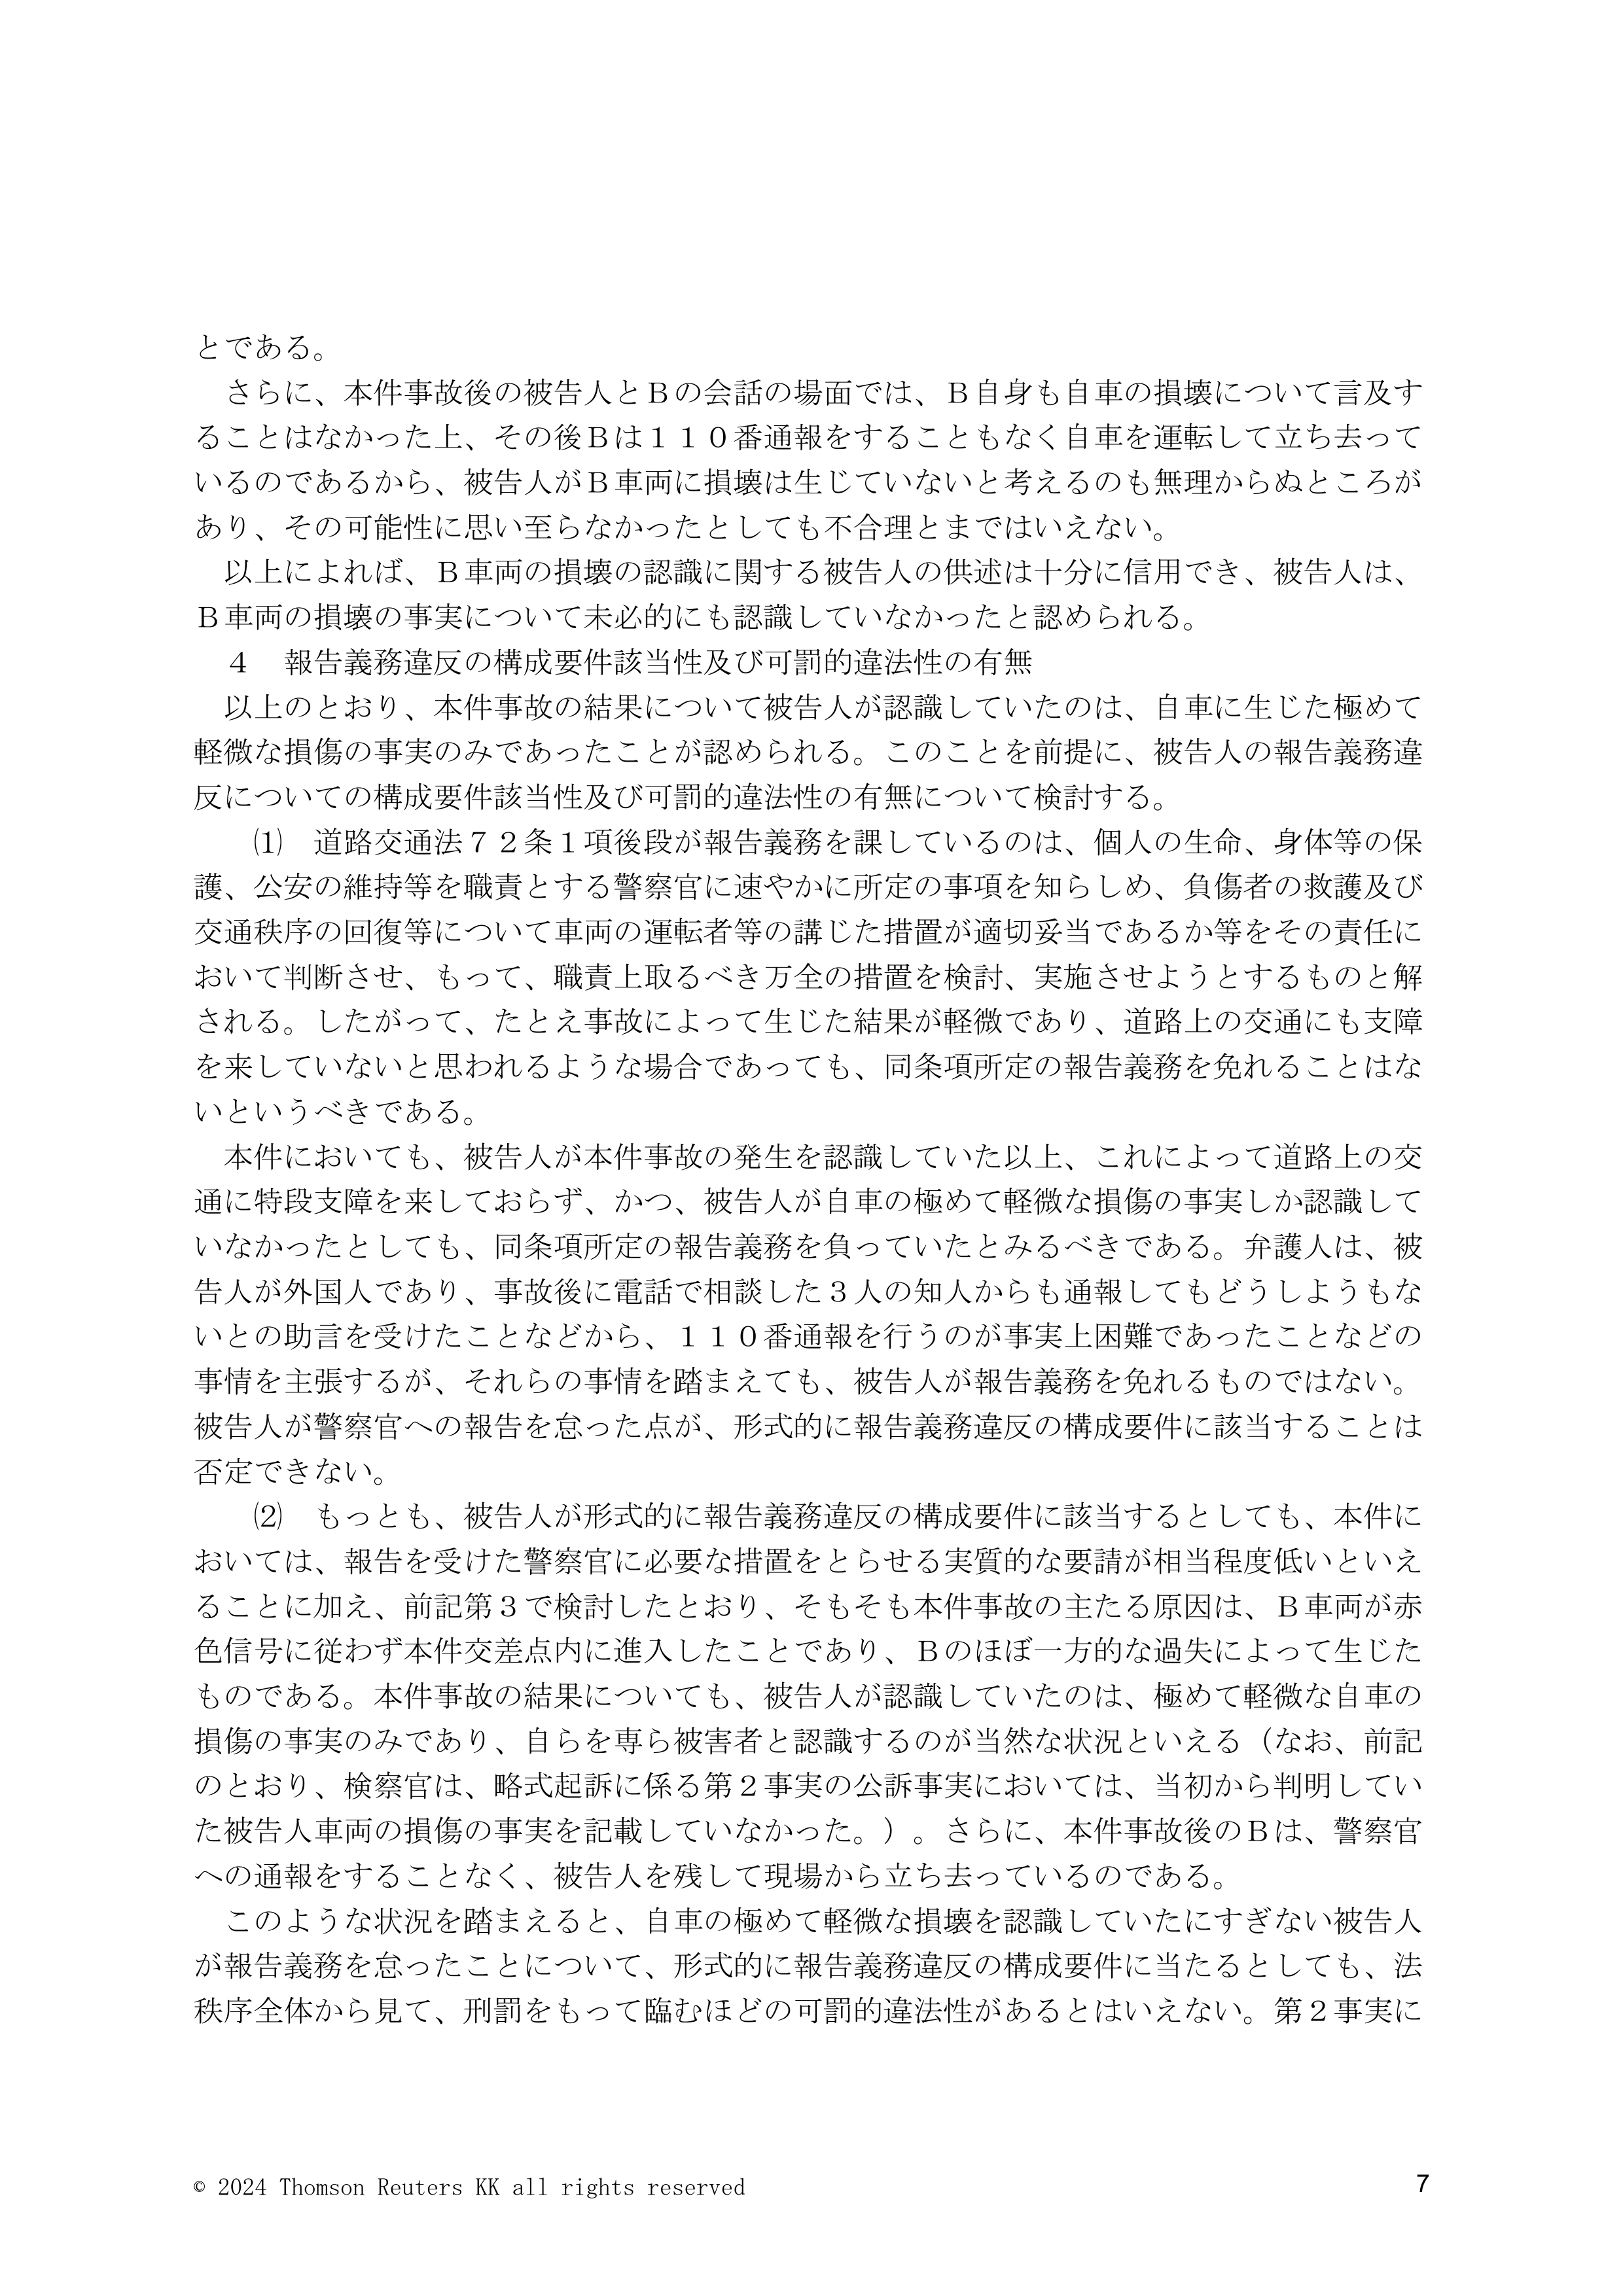 とである。
　さらに、本件事故後の被告人とＢの会話の場面では、Ｂ自身も自車の損壊について言及す
ることはなかった上、その後Ｂは１１０番通報をすることもなく自車を運転して立ち去って
いるのであるから、被告人がＢ車両に損壊は生じていないと考えるのも無理からぬところが
あり、その可能性に思い至らなかったとしても不合理とまではいえない。
　以上によれば、Ｂ車両の損壊の認識に関する被告人の供述は十分に信用でき、被告人は、
Ｂ車両の損壊の事実について未必的にも認識していなかったと認められる。
　４　報告義務違反の構成要件該当性及び可罰的違法性の有無
　以上のとおり、本件事故の結果について被告人が認識していたのは、自車に生じた極めて
軽微な損傷の事実のみであったことが認められる。このことを前提に、被告人の報告義務違
反についての構成要件該当性及び可罰的違法性の有無について検討する。
　　⑴　道路交通法７２条１項後段が報告義務を課しているのは、個人の生命、身体等の保
護、公安の維持等を職責とする警察官に速やかに所定の事項を知らしめ、負傷者の救護及び
交通秩序の回復等について車両の運転者等の講じた措置が適切妥当であるか等をその責任に
おいて判断させ、もって、職責上取るべき万全の措置を検討、実施させようとするものと解
される。したがって、たとえ事故によって生じた結果が軽微であり、道路上の交通にも支障
を来していないと思われるような場合であっても、同条項所定の報告義務を免れることはな
いというべきである。
　本件においても、被告人が本件事故の発生を認識していた以上、これによって道路上の交
通に特段支障を来しておらず、かつ、被告人が自車の極めて軽微な損傷の事実しか認識して
いなかったとしても、同条項所定の報告義務を負っていたとみるべきである。弁護人は、被
告人が外国人であり、事故後に電話で相談した３人の知人からも通報してもどうしようもな
いとの助言を受けたことなどから、１１０番通報を行うのが事実上困難であったことなどの
事情を主張するが、それらの事情を踏まえても、被告人が報告義務を免れるものではない。
被告人が警察官への報告を怠った点が、形式的に報告義務違反の構成要件に該当することは
否定できない。
　　⑵　もっとも、被告人が形式的に報告義務違反の構成要件に該当するとしても、本件に
おいては、報告を受けた警察官に必要な措置をとらせる実質的な要請が相当程度低いといえ
ることに加え、前記第３で検討したとおり、そもそも本件事故の主たる原因は、Ｂ車両が赤
色信号に従わず本件交差点内に進入したことであり、Ｂのほぼ一方的な過失によって生じた
ものである。本件事故の結果についても、被告人が認識していたのは、極めて軽微な自車の
損傷の事実のみであり、自らを専ら被害者と認識するのが当然な状況といえる（なお、前記
のとおり、検察官は、略式起訴に係る第２事実の公訴事実においては、当初から判明してい
た被告人車両の損傷の事実を記載していなかった。）。さらに、本件事故後のＢは、警察官
への通報をすることなく、被告人を残して現場から立ち去っているのである。
　このような状況を踏まえると、自車の極めて軽微な損壊を認識していたにすぎない被告人
が報告義務を怠ったことについて、形式的に報告義務違反の構成要件に当たるとしても、法
秩序全体から見て、刑罰をもって臨むほどの可罰的違法性があるとはいえない。第２事実に
© 2024 Thomson Reuters KK all rights reserved
7